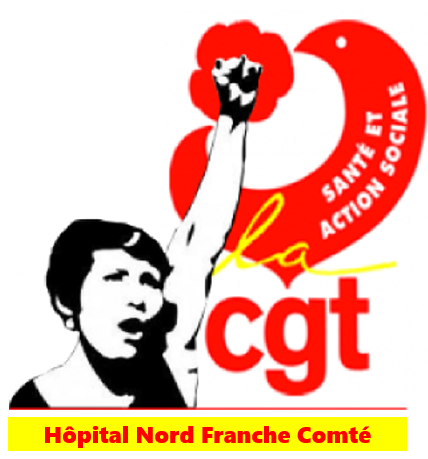 SANTÉ ET
ACTION SOCIALE
la
cgt
Hôpital Nord Franche Comté